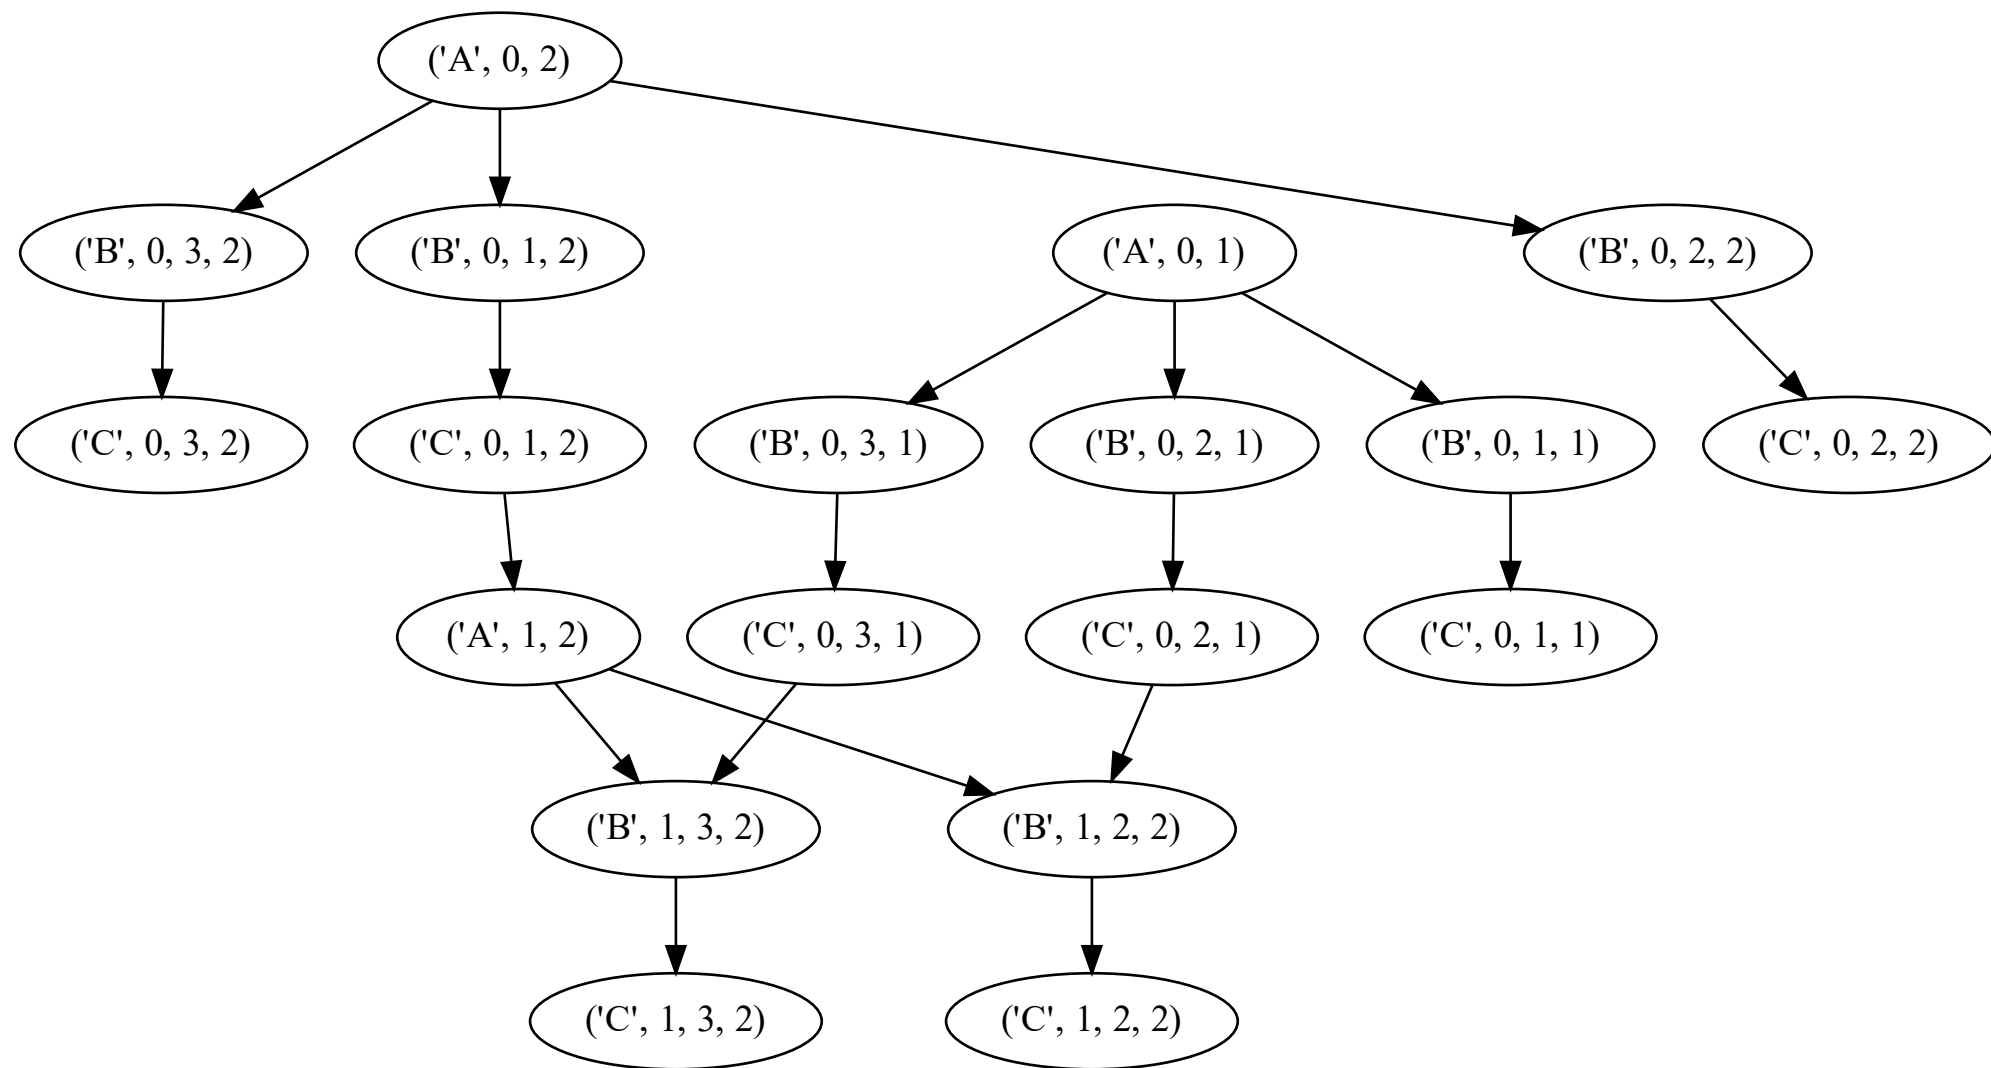 ('A', 0, 2)
('B', 0, 3, 2)
('B', 0, 1, 2)
('A', 0, 1)
('B', 0, 2, 2)
('C', 0, 3, 2)
('C', 0, 1, 2)
('B', 0, 3, 1)
('B', 0, 2, 1)
('B', 0, 1, 1)
('C', 0, 2, 2)
('A', 1, 2)
('C', 0, 3, 1)
('C', 0, 2, 1)
('C', 0, 1, 1)
('B', 1, 3, 2)
('B', 1, 2, 2)
('C', 1, 3, 2)
('C', 1, 2, 2)